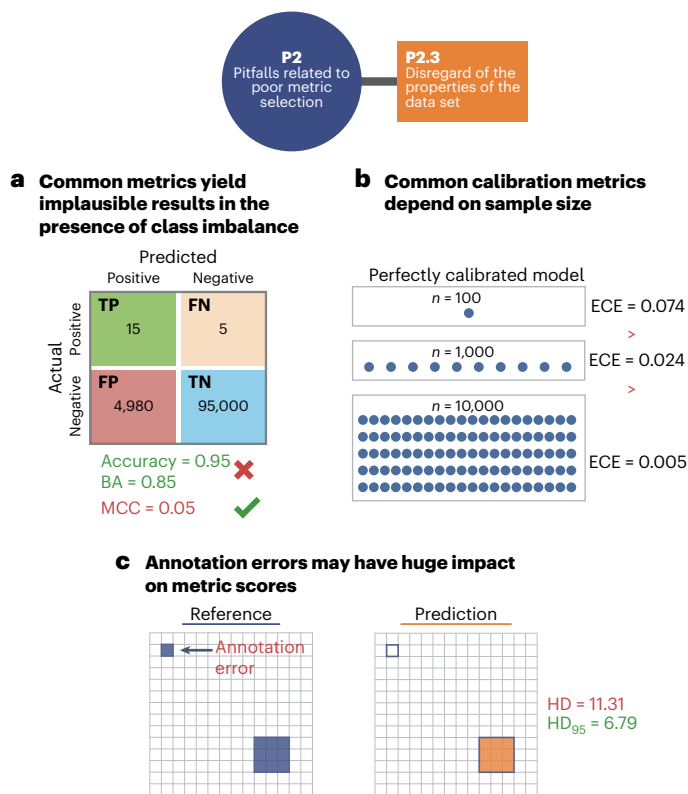 P2
Pitfalls related to
poor metric
selection
P2.3
Disregard of the
properties of the
data set
a Common metrics yield
implausible results in the
presence of class imbalance
Predicted
Positive Negative
Actual
Positive
Negative
TP
15
FN
5
FP
4,980
TN
95,000
Accuracy = 0.95
BA = 0.85
MCC = 0.05
b Common calibration metrics
depend on sample size
Perfectly calibrated model
n = 100
ECE = 0.074
>
n = 1,000
ECE = 0.024
>
n = 10,000
ECE = 0.005
c Annotation errors may have huge impact
on metric scores
Reference
Annotation
error
Prediction
HD = 11.31
HD95 = 6.79